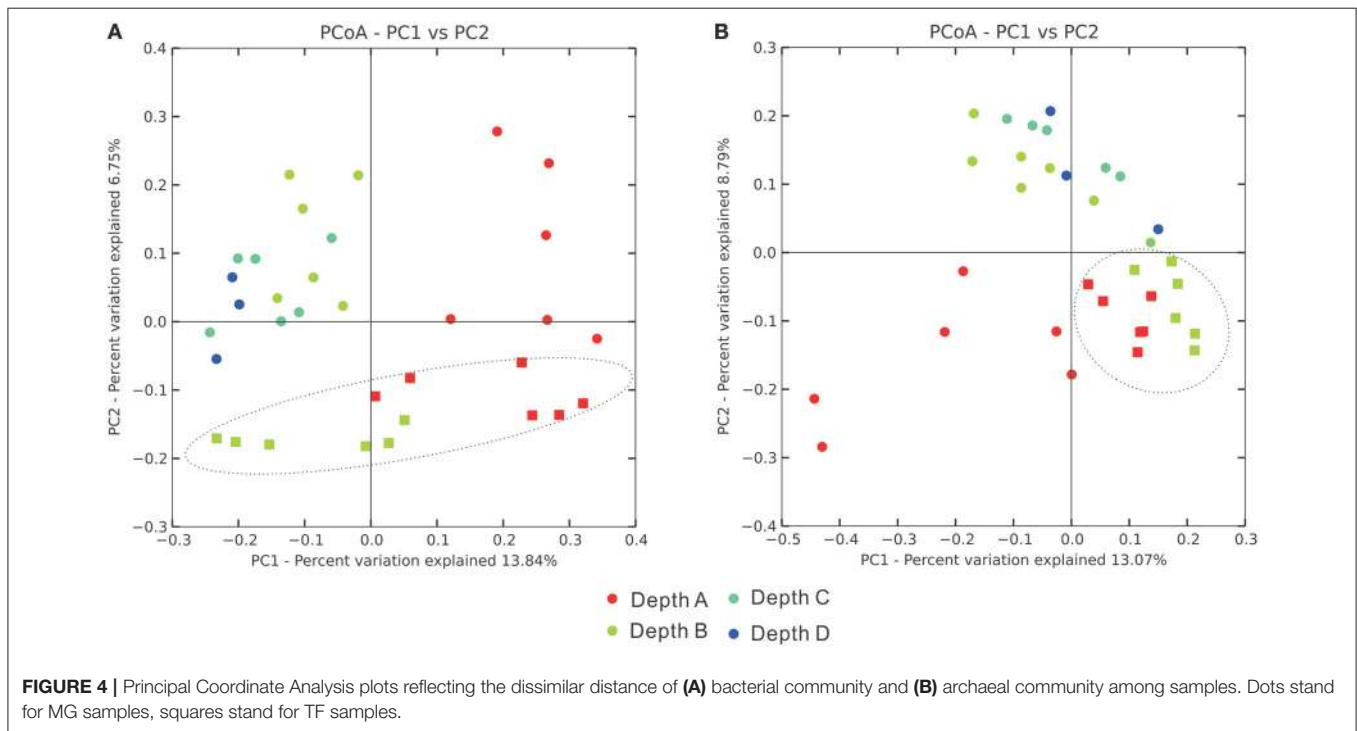 A
PCoA - PC1 vs PC2
0.4
0.3
0.2
0.1
0.0
−0.1
−0.2
−0.3
PC2 - Percent variation explained 6.75%
−0.3 −0.2 −0.1 0.0 0.1 0.2 0.3 0.4
PC1 - Percent variation explained 13.84%
B
PCoA - PC1 vs PC2
0.3
0.2
0.1
0.0
−0.1
−0.2
−0.3
−0.4
PC2 - Percent variation explained 8.79%
−0.5 −0.4 −0.3 −0.2 −0.1 0.0 0.1 0.2 0.3
PC1 - Percent variation explained 13.07%
Depth A Depth C
Depth B Depth D
FIGURE 4 | Principal Coordinate Analysis plots reflecting the dissimilar distance of (A) bacterial community and (B) archaeal community among samples. Dots stand
for MG samples, squares stand for TF samples.